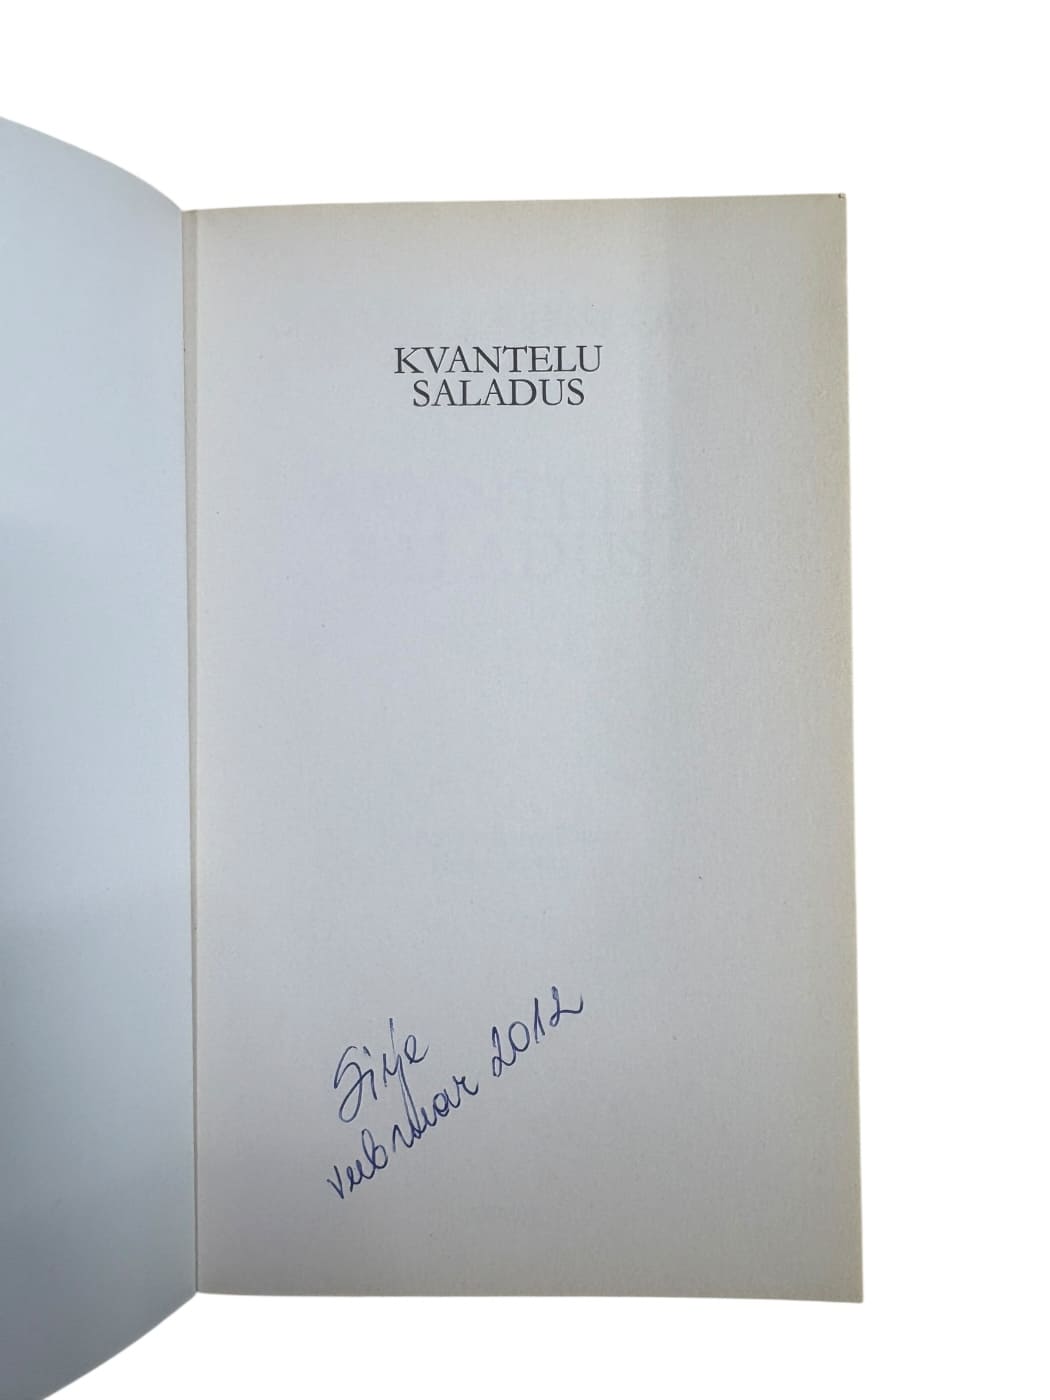 KVANTELU
SALADUS
Sirje
veebruar 2012